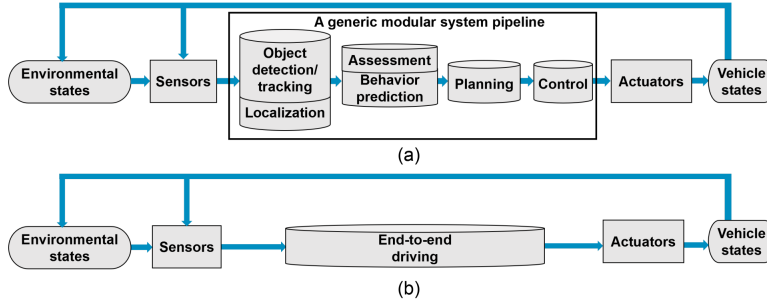 A generic modular system pipeline
Environmental
states
Sensors
Object
detection/
tracking
Localization
Assessment
Behavior
prediction
Planning
Control
Actuators
Vehicle
states
(a)
Environmental
states
Sensors
End-to-end
driving
Actuators
Vehicle
states
(b)